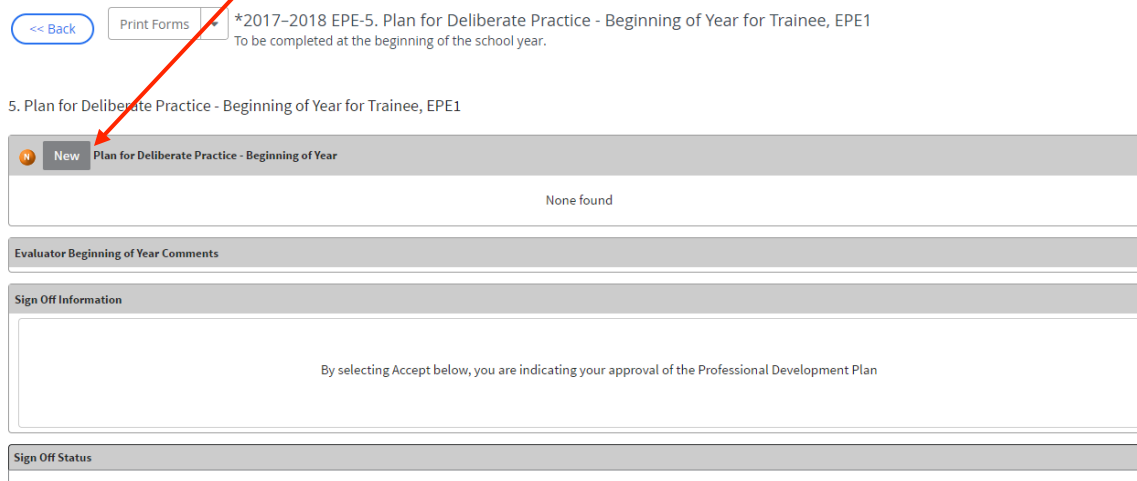 << Back
Print Forms
*2017–2018 EPE-5. Plan for Deliberate Practice - Beginning of Year for Trainee, EPE1
To be completed at the beginning of the school year.
5. Plan for Deliberate Practice - Beginning of Year for Trainee, EPE1
N New Plan for Deliberate Practice - Beginning of Year
None found
Evaluator Beginning of Year Comments
Sign Off Information
By selecting Accept below, you are indicating your approval of the Professional Development Plan
Sign Off Status